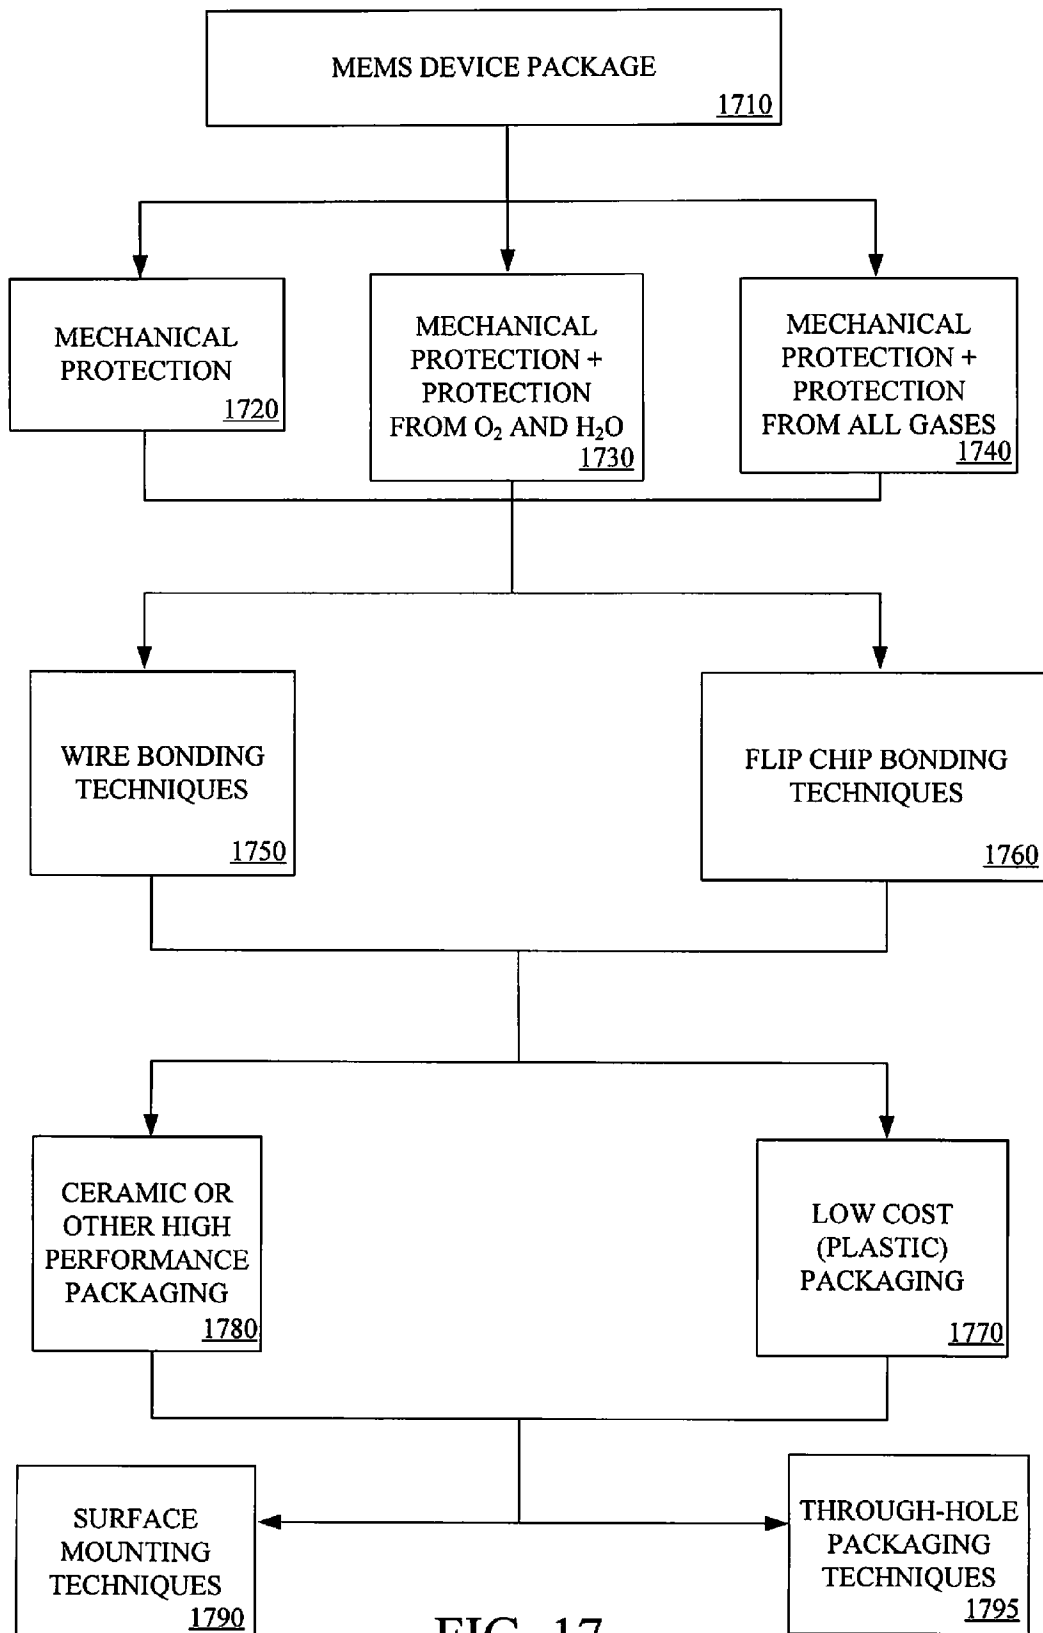 MEMS DEVICE PACKAGE
1710
MECHANICAL
PROTECTION
1720
MECHANICAL
PROTECTION +
PROTECTION
FROM O₂ AND H₂O
1730
MECHANICAL
PROTECTION +
PROTECTION
FROM ALL GASES
1740
WIRE BONDING
TECHNIQUES
1750
FLIP CHIP BONDING
TECHNIQUES
1760
CERAMIC OR
OTHER HIGH
PERFORMANCE
PACKAGING
1780
LOW COST
(PLASTIC)
PACKAGING
1770
SURFACE
MOUNTING
TECHNIQUES
1790
THROUGH-HOLE
PACKAGING
TECHNIQUES
1795
FIG. 17